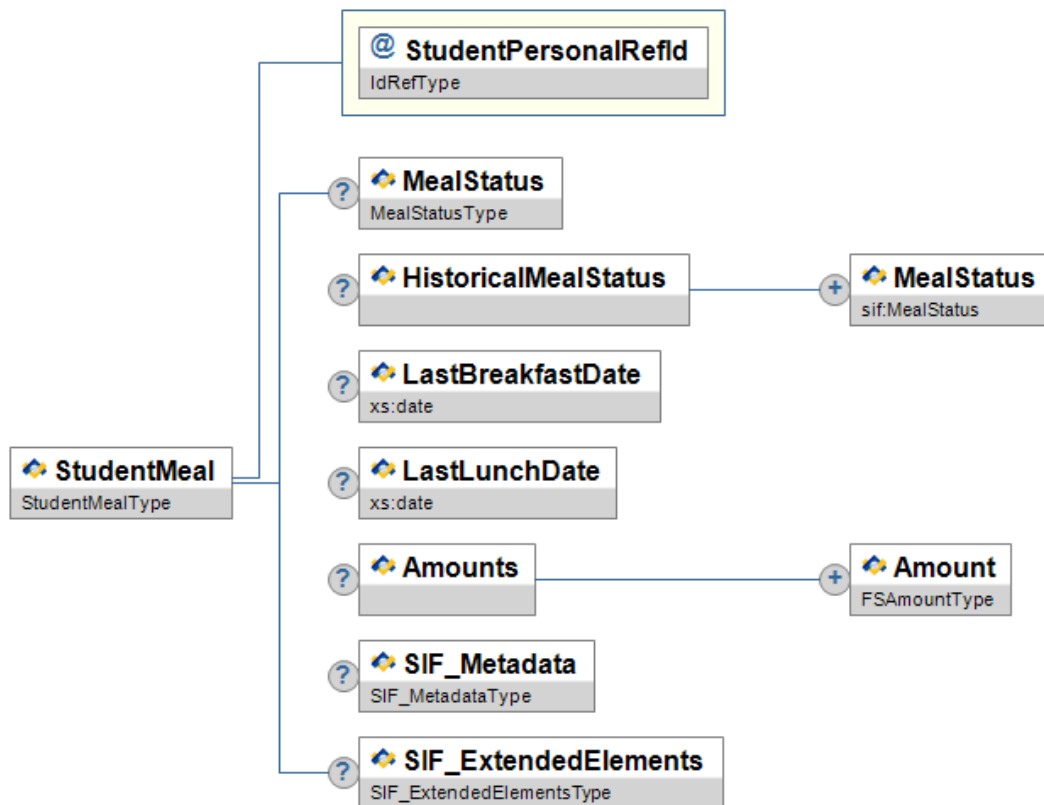 @ StudentPersonalRefId
IdRefType
? MealStatus
MealStatusType
? HistoricalMealStatus
+ MealStatus
sif:MealStatus
? LastBreakfastDate
xs:date
StudentMeal
StudentMealType
? LastLunchDate
xs:date
? Amounts
+ Amount
FSAmountType
? SIF_Metadata
SIF_MetadataType
? SIF_ExtendedElements
SIF_ExtendedElementsType